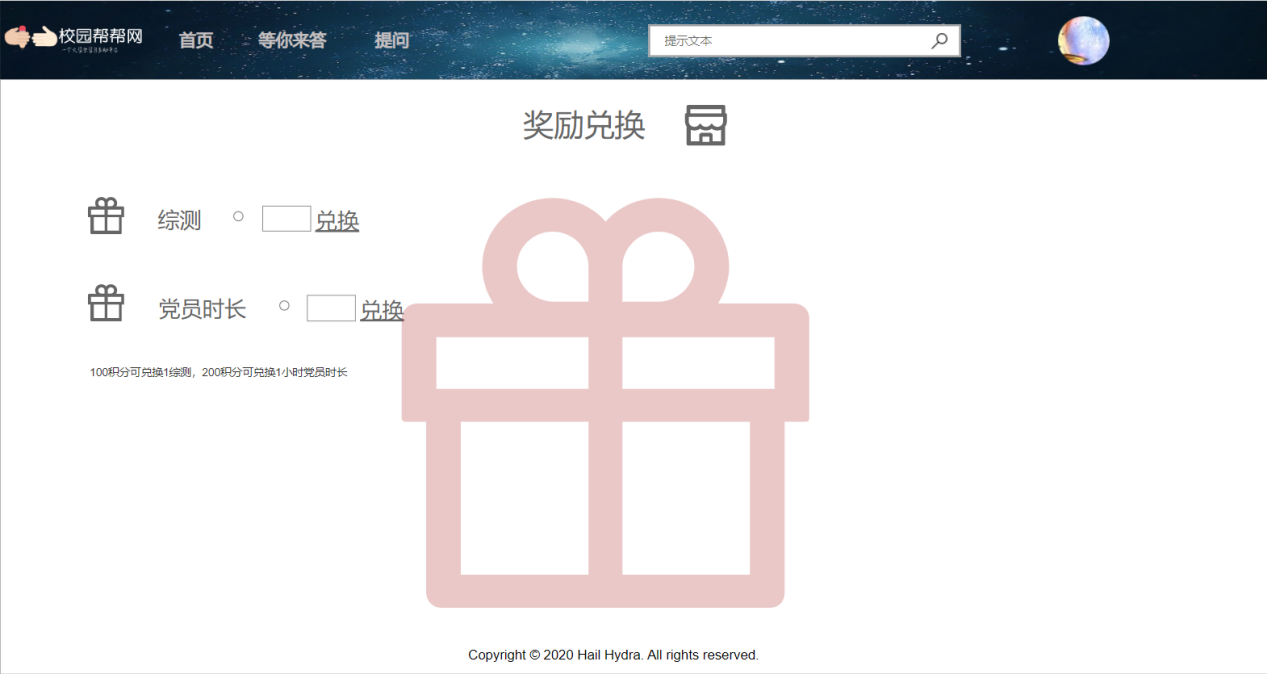 校园帮帮网
首页
等你来答
提问
提示文本
奖励兑换
综测
兑换
党员时长
兑换
100积分可兑换1综测，200积分可兑换1小时党员时长
Copyright © 2020 Hail Hydra. All rights reserved.